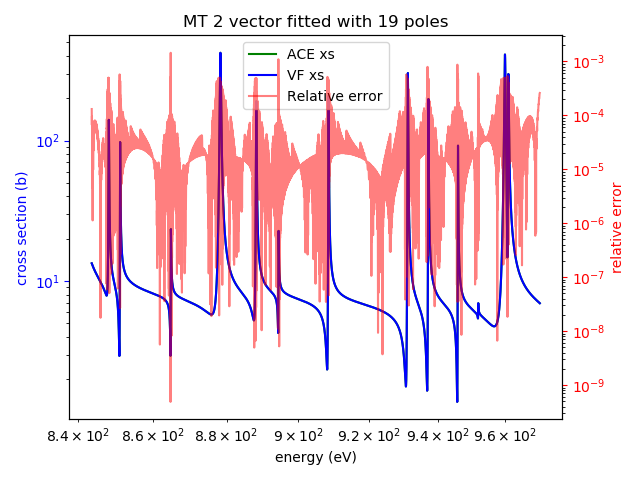 MT 2 vector fitted with 19 poles
ACE xs
VF xs
Relative error
10²
10¹
cross section (b)
10⁻³
10⁻⁴
10⁻⁵
10⁻⁶
10⁻⁷
10⁻⁸
10⁻⁹
relative error
8.4 × 10² 8.6 × 10² 8.8 × 10² 9 × 10² 9.2 × 10² 9.4 × 10² 9.6 × 10²
energy (eV)